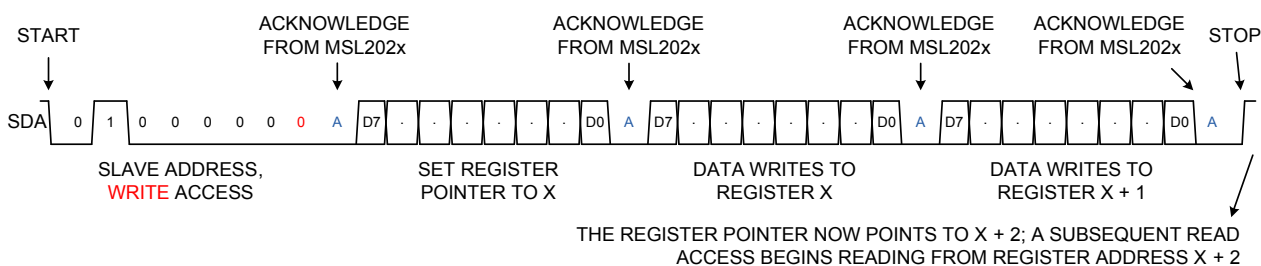 START
ACKNOWLEDGE
FROM MSL202x
ACKNOWLEDGE
FROM MSL202x
ACKNOWLEDGE
FROM MSL202x
ACKNOWLEDGE
FROM MSL202x
STOP
SDA 0 1 0 0 0 0 0 0 A D7 . . . . . . D0 A D7 . . . . . . D0 A D7 . . . . . . D0 A
SLAVE ADDRESS,
WRITE ACCESS
SET REGISTER
POINTER TO X
DATA WRITES TO
REGISTER X
DATA WRITES TO
REGISTER X + 1
THE REGISTER POINTER NOW POINTS TO X + 2; A SUBSEQUENT READ
ACCESS BEGINS READING FROM REGISTER ADDRESS X + 2